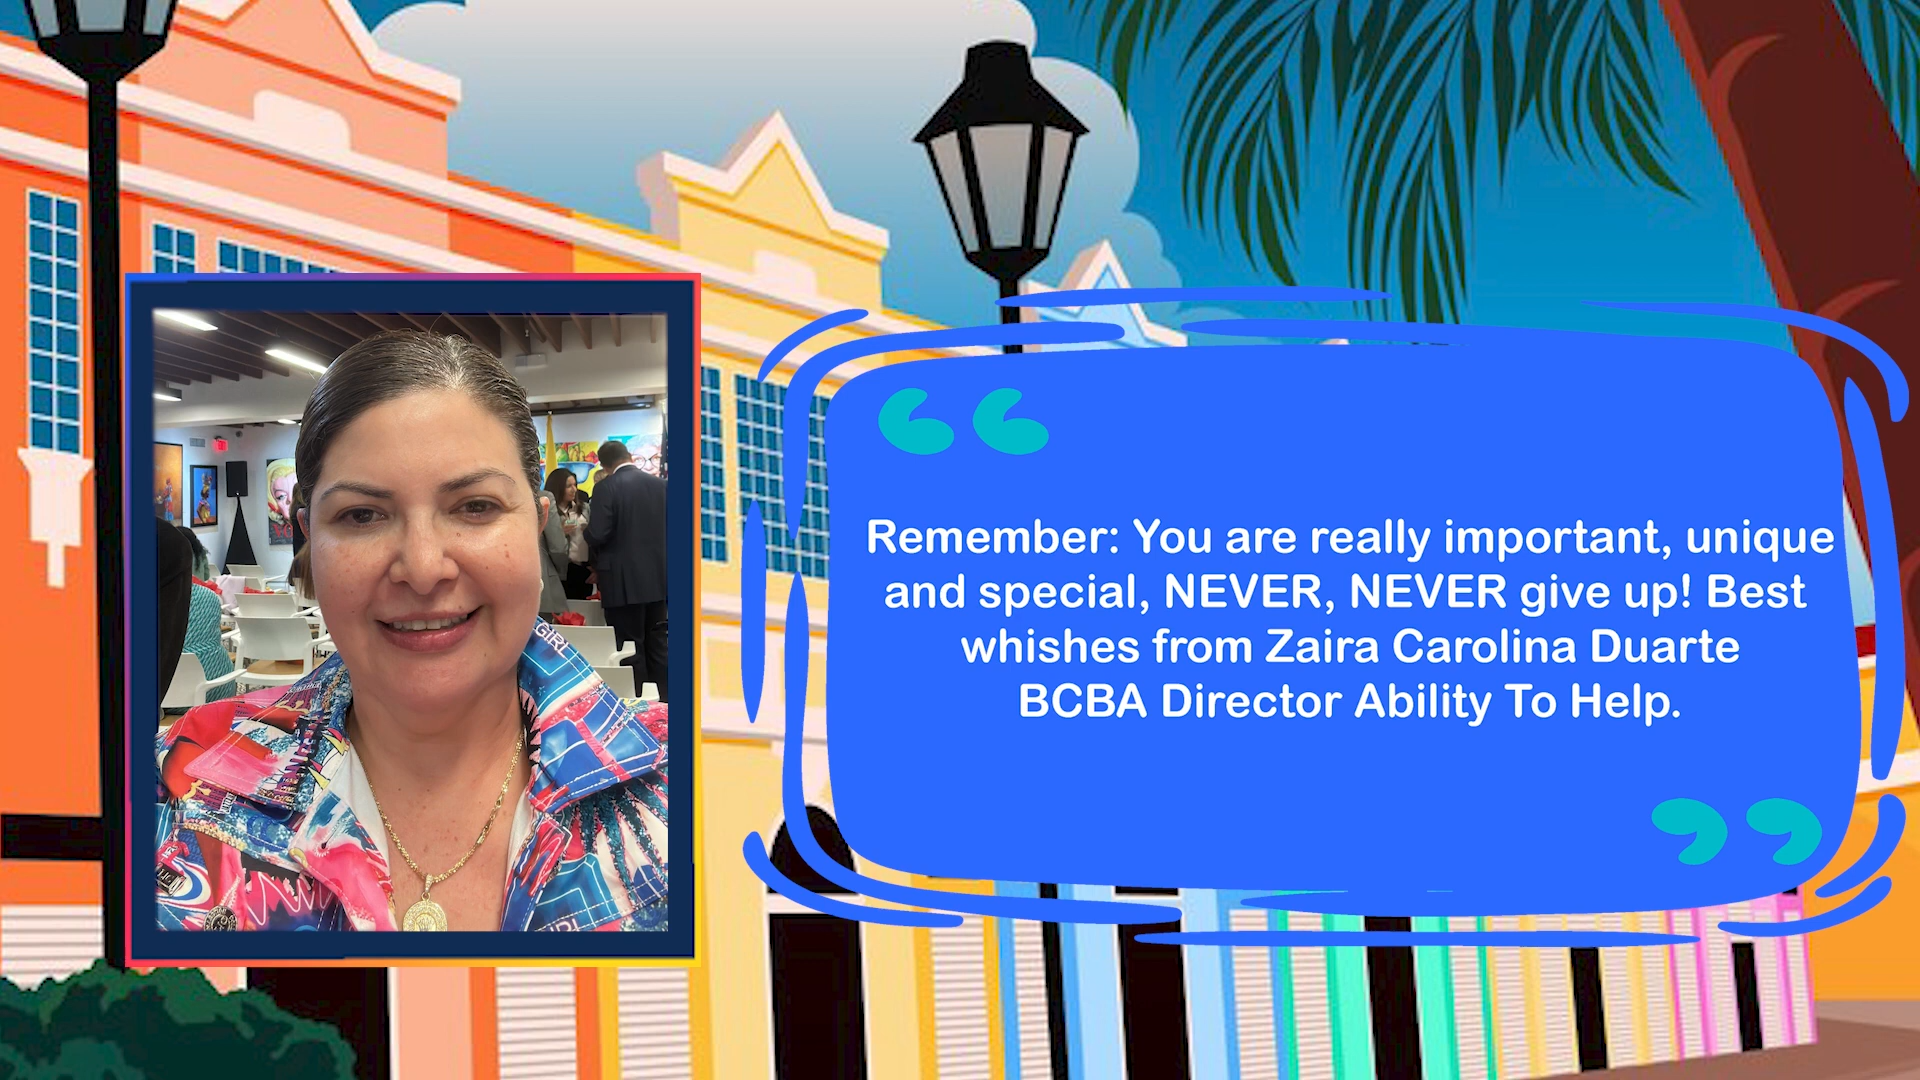 Remember: You are really important, unique
and special, NEVER, NEVER give up! Best
whishes from Zaira Carolina Duarte
BCBA Director Ability To Help.
GIRL